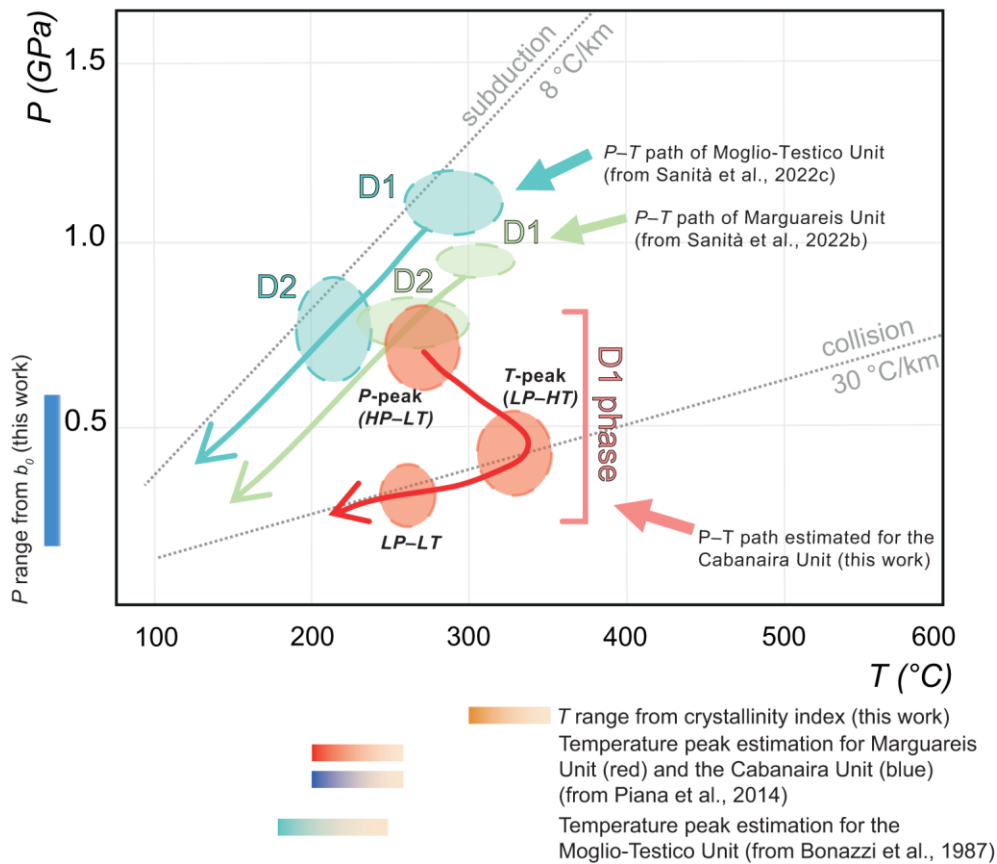 P (GPa)
1.5
1.0
0.5
P range from b₀ (this work)
subduction
8 °C/km
D1
P–T path of Moglio-Testico Unit
(from Sanità et al., 2022c)
D1
P–T path of Marguareis Unit
(from Sanità et al., 2022b)
D2
D2
collision
30 °C/km
P-peak
(HP–LT)
T-peak
(LP–HT)
D1 phase
LP–LT
P–T path estimated for the
Cabanaira Unit (this work)
100
200
300
400
500
600
T (°C)
T range from crystallinity index (this work)
Temperature peak estimation for Marguareis
Unit (red) and the Cabanaira Unit (blue)
(from Piana et al., 2014)
Temperature peak estimation for the
Moglio-Testico Unit (from Bonazzi et al., 1987)